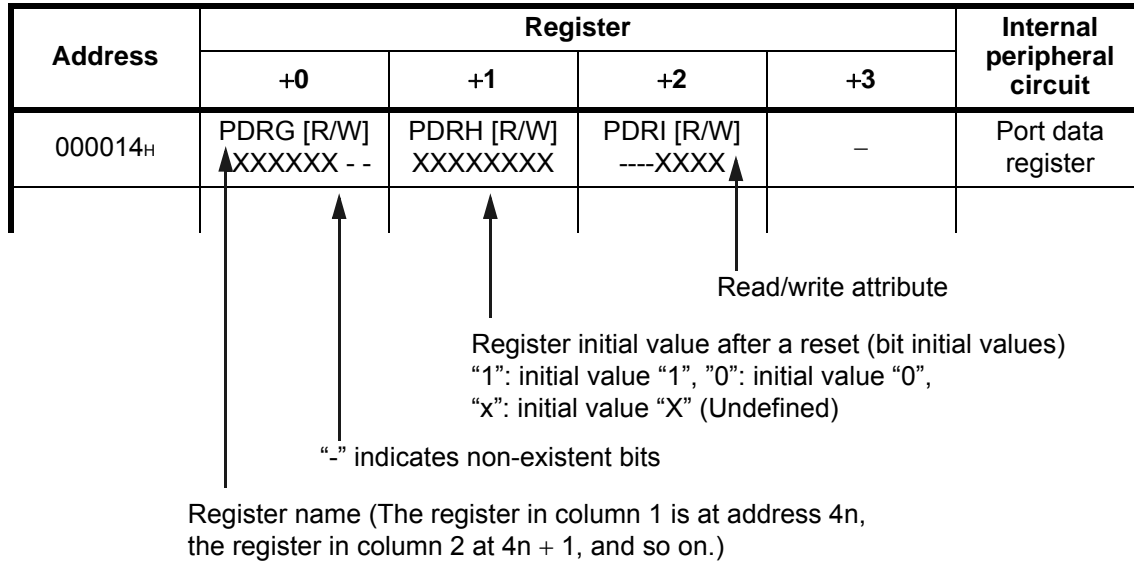 Address Register Internal peripheral circuit
+0 +1 +2 +3
000014H PDRG [R/W] PDRH [R/W] PDRI [R/W] – Port data register
XXXXXX - - XXXXXXXX ----XXXX
Read/write attribute
Register initial value after a reset (bit initial values)
“1”: initial value “1”, ”0”: initial value “0”,
“x”: initial value “X” (Undefined)
“-” indicates non-existent bits
Register name (The register in column 1 is at address 4n,
the register in column 2 at 4n + 1, and so on.)